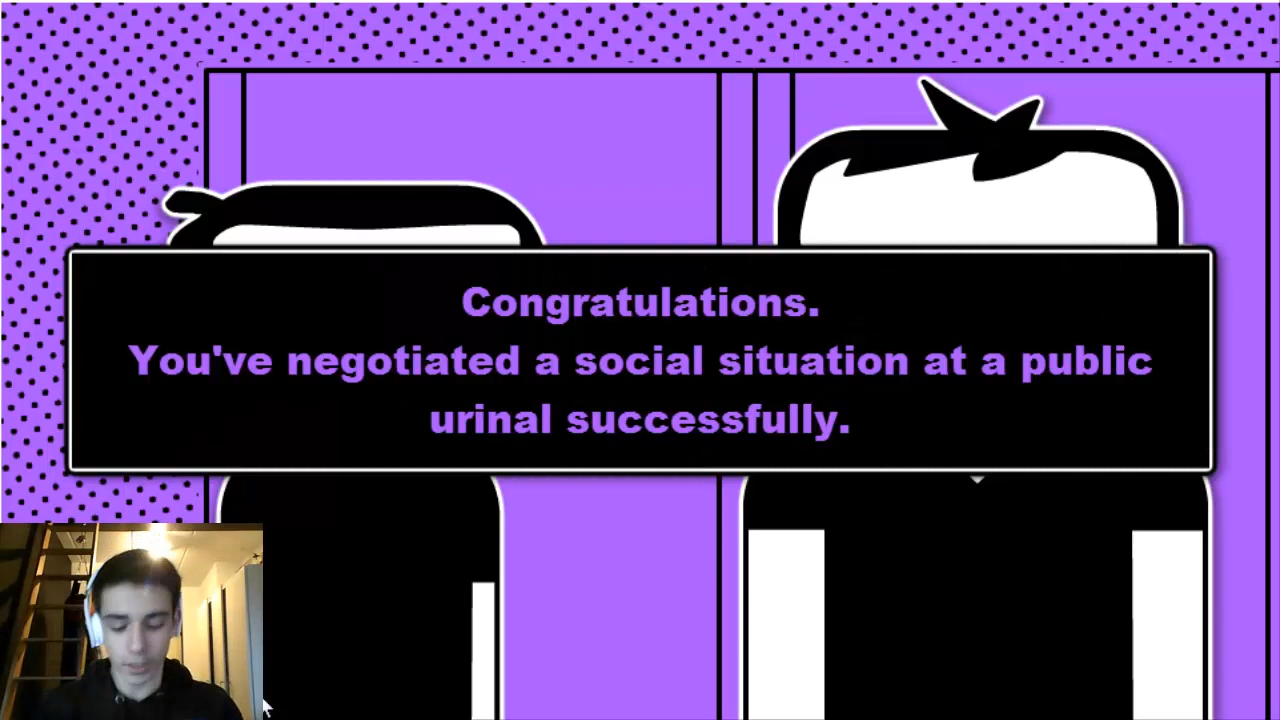 Congratulations.
You've negotiated a social situation at a public
urinal successfully.